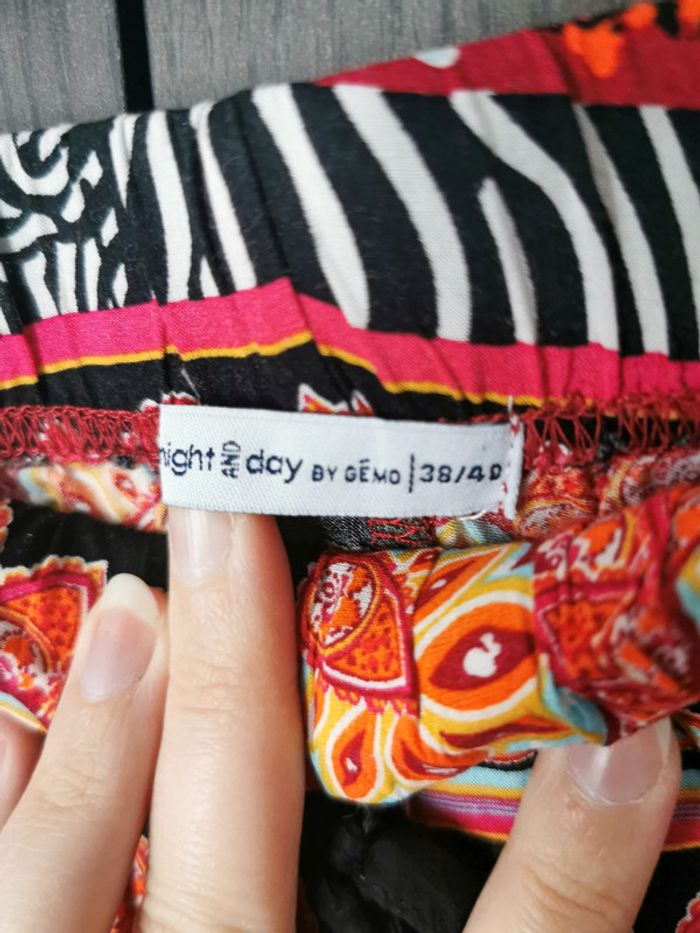 night AND day BY GÉMO | 38/40